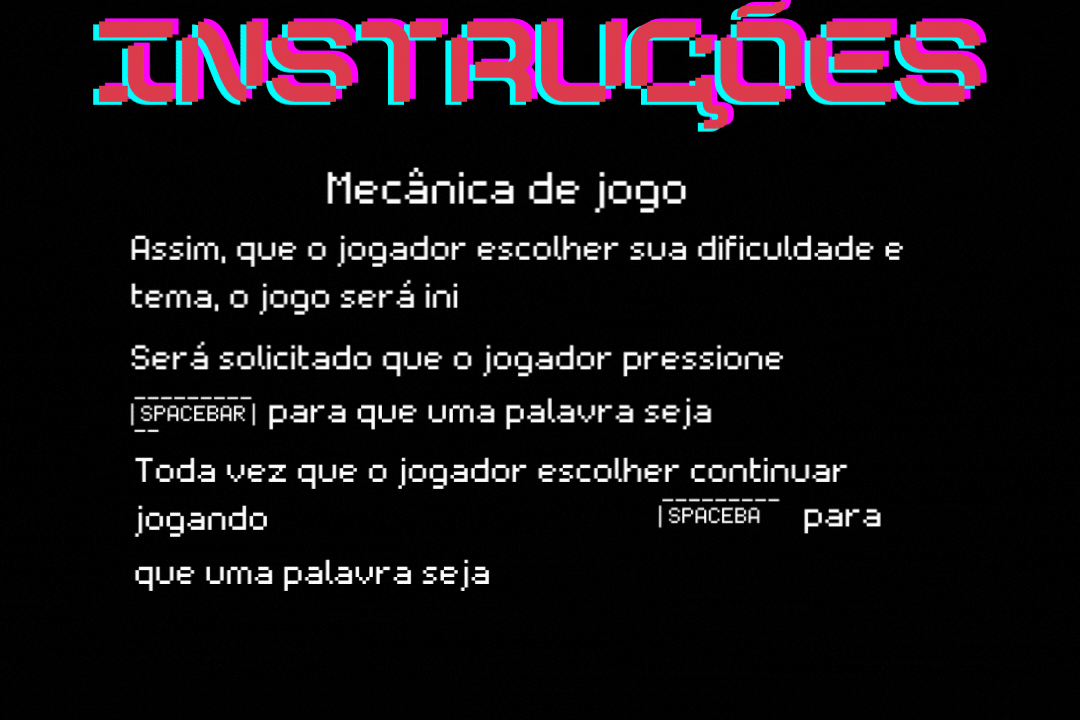 INSTRUÇÕES
Mecânica de jogo
Assim, que o jogador escolher sua dificuldade e
tema, o jogo será ini
Será solicitado que o jogador pressione
|SPACEBAR| para que uma palavra seja
Toda vez que o jogador escolher continuar
jogando |SPACEBA para
que uma palavra seja